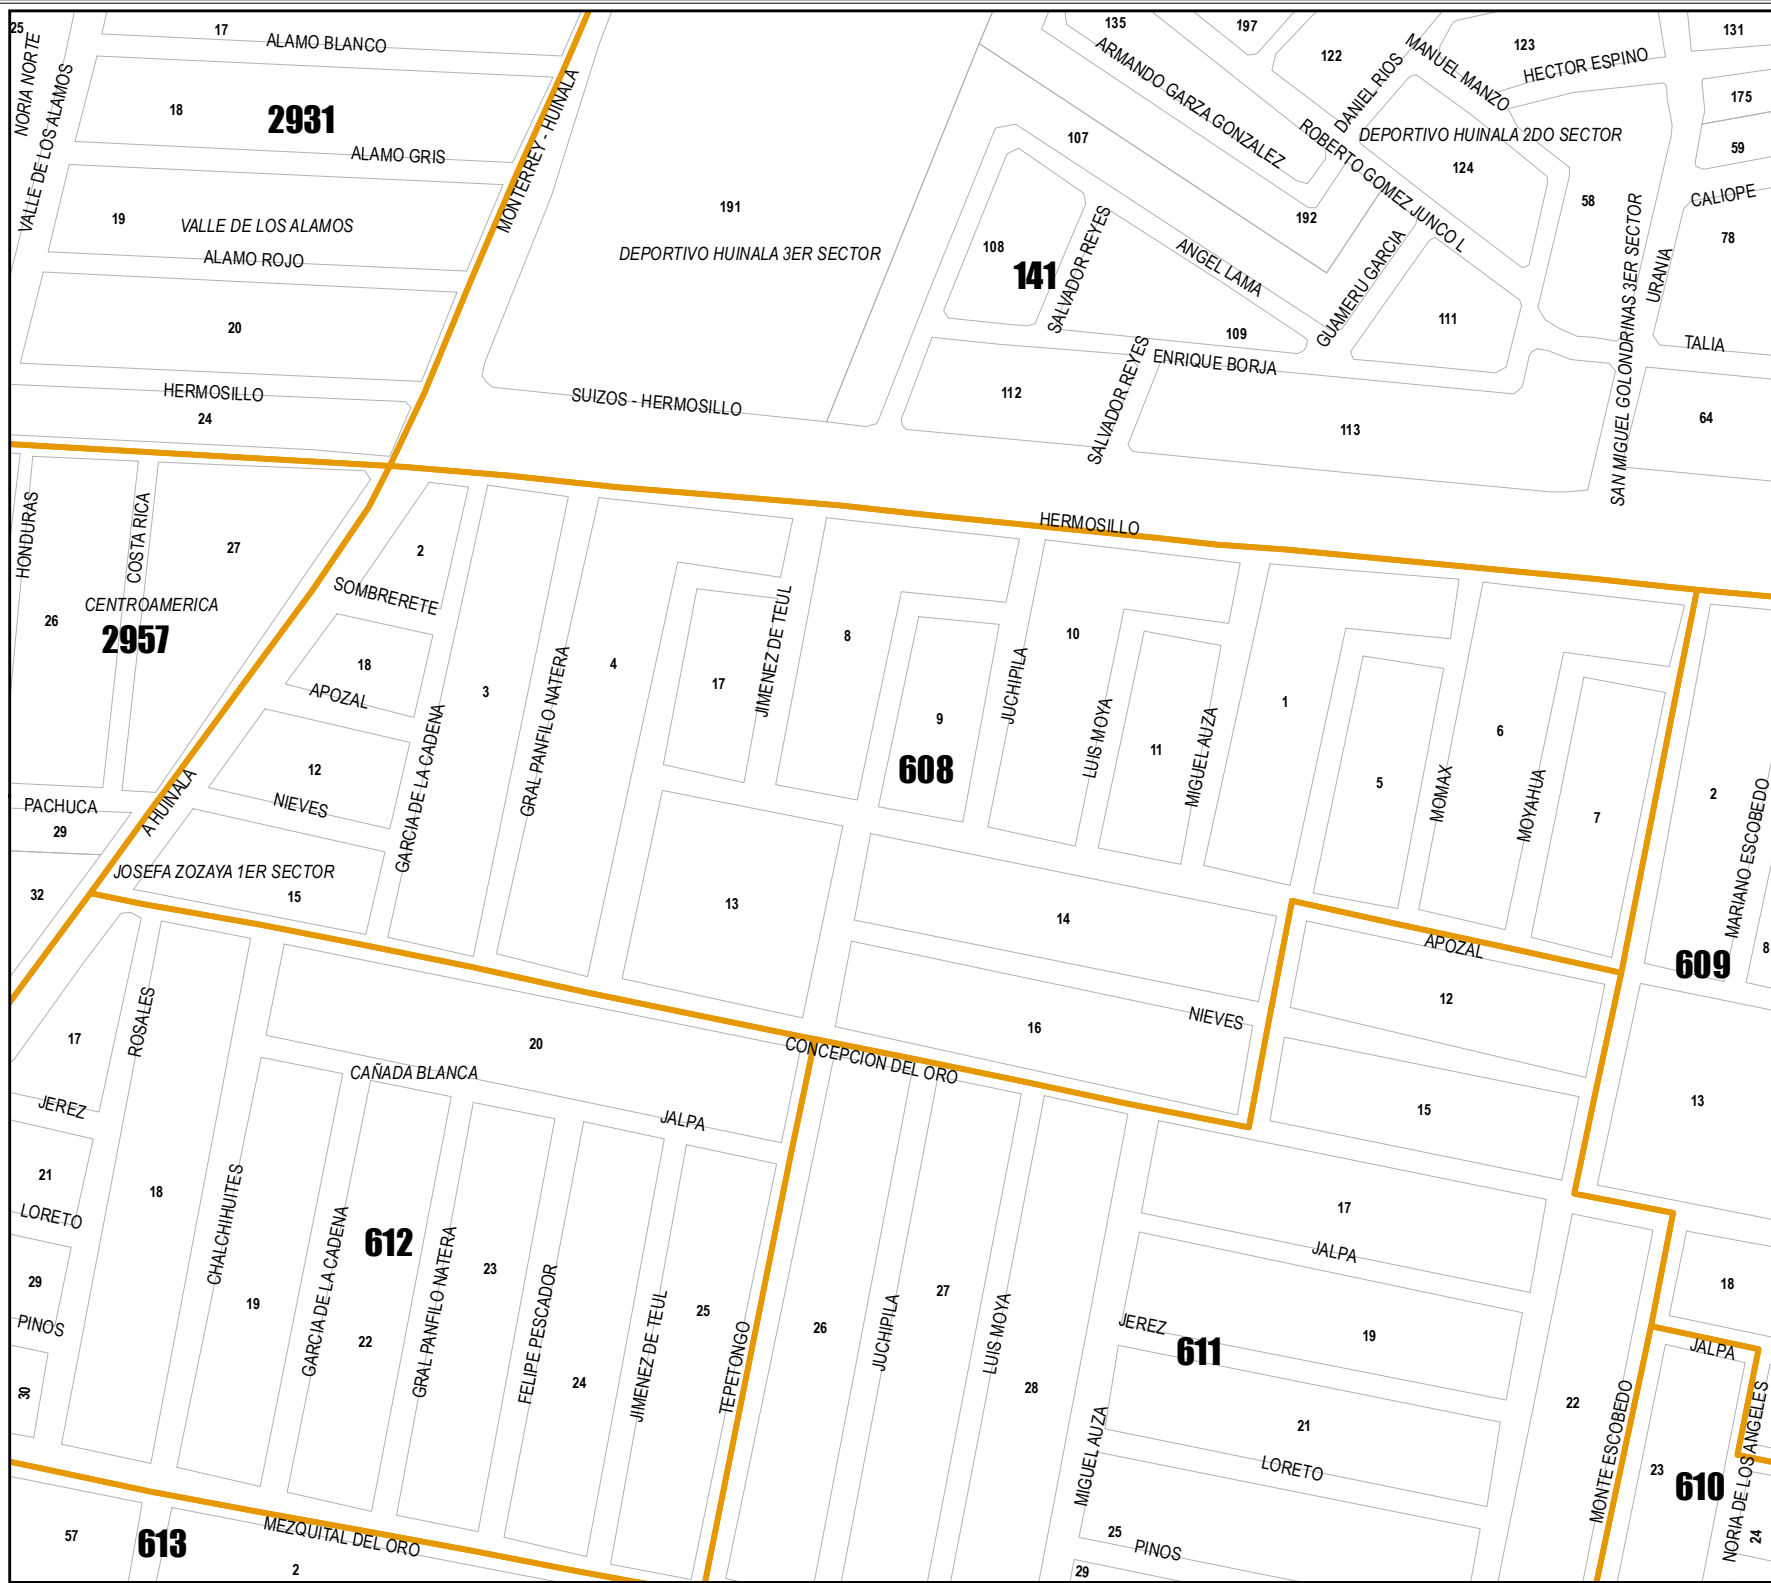 25
17
ALAMO BLANCO
135
197
122
123
131
NORIA NORTE
VALLE DE LOS ALAMOS
18
2931
ALAMO GRIS
MONTERREY - HUINALA
ARMANDO GARZA GONZALEZ
DANIEL RIOS
MANUEL MANZO
HECTOR ESPINO
175
107
ROBERTO GOMEZ JUNCO L
DEPORTIVO HUINALA 2DO SECTOR
59
124
19
VALLE DE LOS ALAMOS
191
192
58
CALIOPE
ALAMO ROJO
DEPORTIVO HUINALA 3ER SECTOR
108
141
SALVADOR REYES
ANGEL LAMA
GUAMERU GARCIA
SAN MIGUEL GOLONDRINAS 3ER SECTOR
URANIA
78
20
109
111
TALIA
ENRIQUE BORJA
HERMOSILLO
SUIZOS - HERMOSILLO
112
SALVADOR REYES
24
113
64
HONDURAS
COSTA RICA
27
HERMOSILLO
2
SOMBRERETE
CENTROAMERICA
26
2957
18
APOZAL
3
GRAL PANFILO NATERA
4
17
JIMENEZ DE TEUL
8
9
JUCHIPILA
10
LUIS MOYA
11
MIGUEL AUZA
1
5
MOMAX
6
MOYAHUA
7
2
MARIANO ESCOBEDO
608
12
NIEVES
GARCIA DE LA CADENA
PACHUCA
29
A HUINALA
JOSEFA ZOZAYA 1ER SECTOR
32
15
13
14
APOZAL
609
8
12
16
NIEVES
17
ROSALES
20
CONCEPCION DEL ORO
CAÑADA BLANCA
JEREZ
JALPA
15
13
21
18
CHALCHIHUITES
LORETO
612
GARCIA DE LA CADENA
GRAL PANFILO NATERA
23
17
JALPA
29
19
22
FELIPE PESCADOR
24
JIMENEZ DE TEUL
25
TEPETONGO
26
JUCHIPILA
27
LUIS MOYA
28
JEREZ
611
19
18
PINOS
JALPA
30
MIGUEL AUZA
21
22
LORETO
MONTE ESCOBEDO
23
610
NORIA DE LOS ANGELES
24
57
613
MEZQUITAL DEL ORO
2
25
PINOS
29